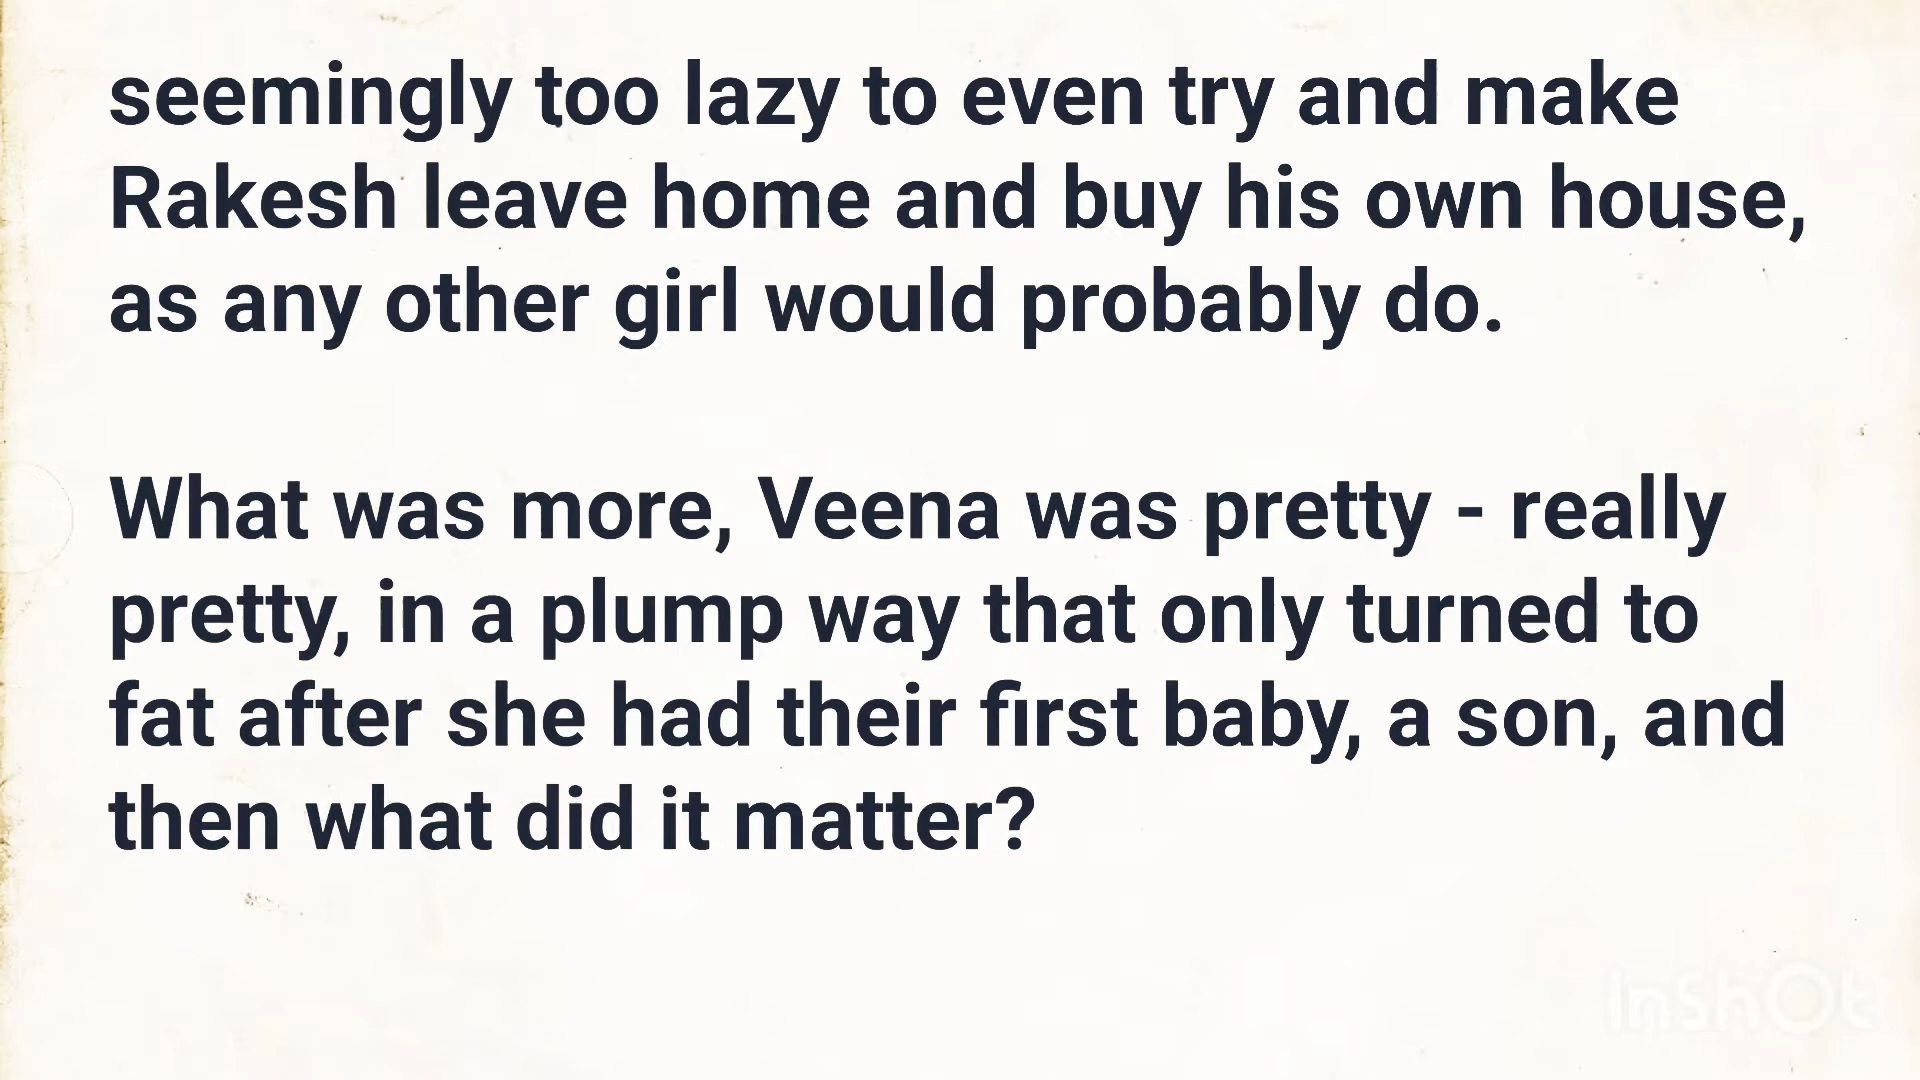 seemingly too lazy to even try and make
Rakesh leave home and buy his own house,
as any other girl would probably do.
What was more, Veena was pretty - really
pretty, in a plump way that only turned to
fat after she had their first baby, a son, and
then what did it matter?
InShOt